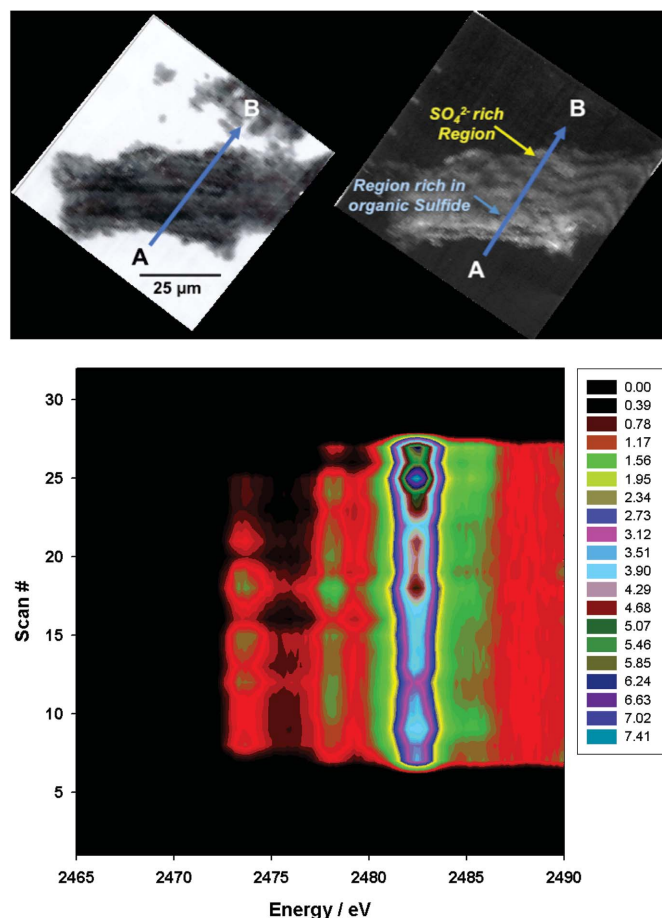 B
A
25 µm
B
SO₄²⁻ rich
Region
Region rich in
organic Sulfide
A
30
25
20
15
10
5
Scan #
2465
2470
2475
2480
2485
2490
Energy / eV
0.00
0.39
0.78
1.17
1.56
1.95
2.34
2.73
3.12
3.51
3.90
4.29
4.68
5.07
5.46
5.85
6.24
6.63
7.02
7.41